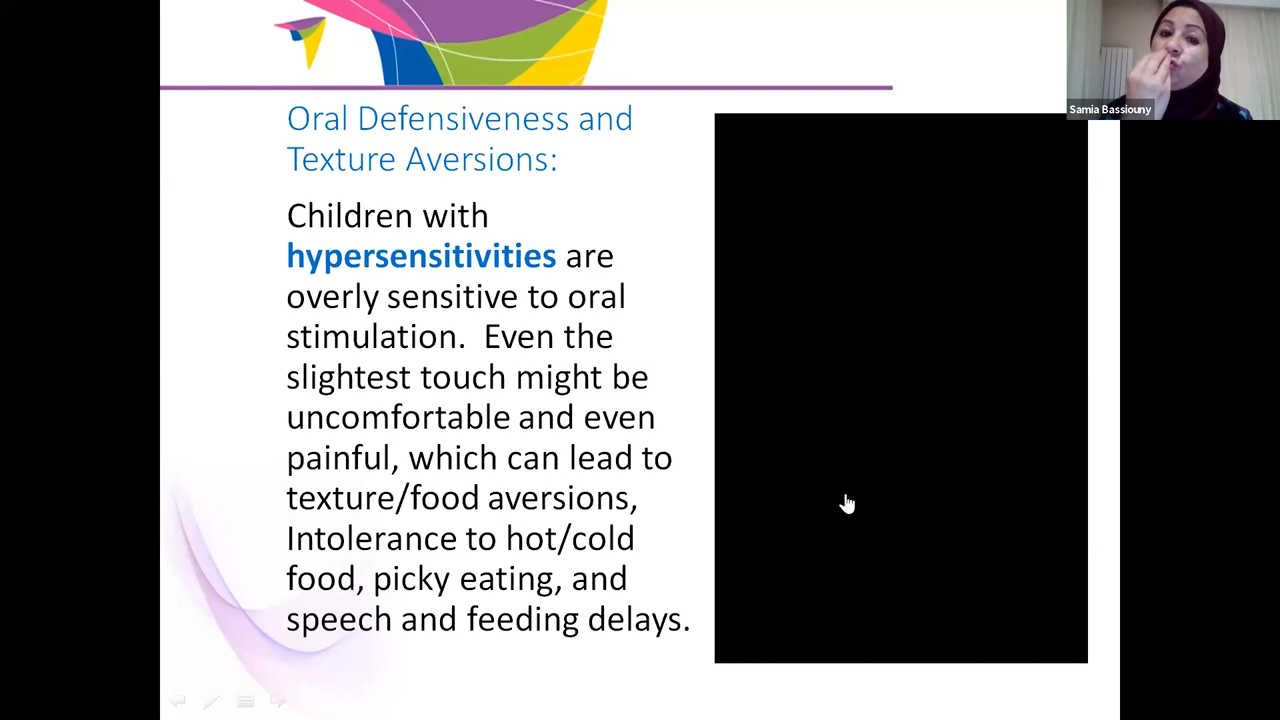 Samia Bassiouny
Oral Defensiveness and
Texture Aversions:
Children with
hypersensitivities are
overly sensitive to oral
stimulation.  Even the
slightest touch might be
uncomfortable and even
painful, which can lead to
texture/food aversions,
Intolerance to hot/cold
food, picky eating, and
speech and feeding delays.